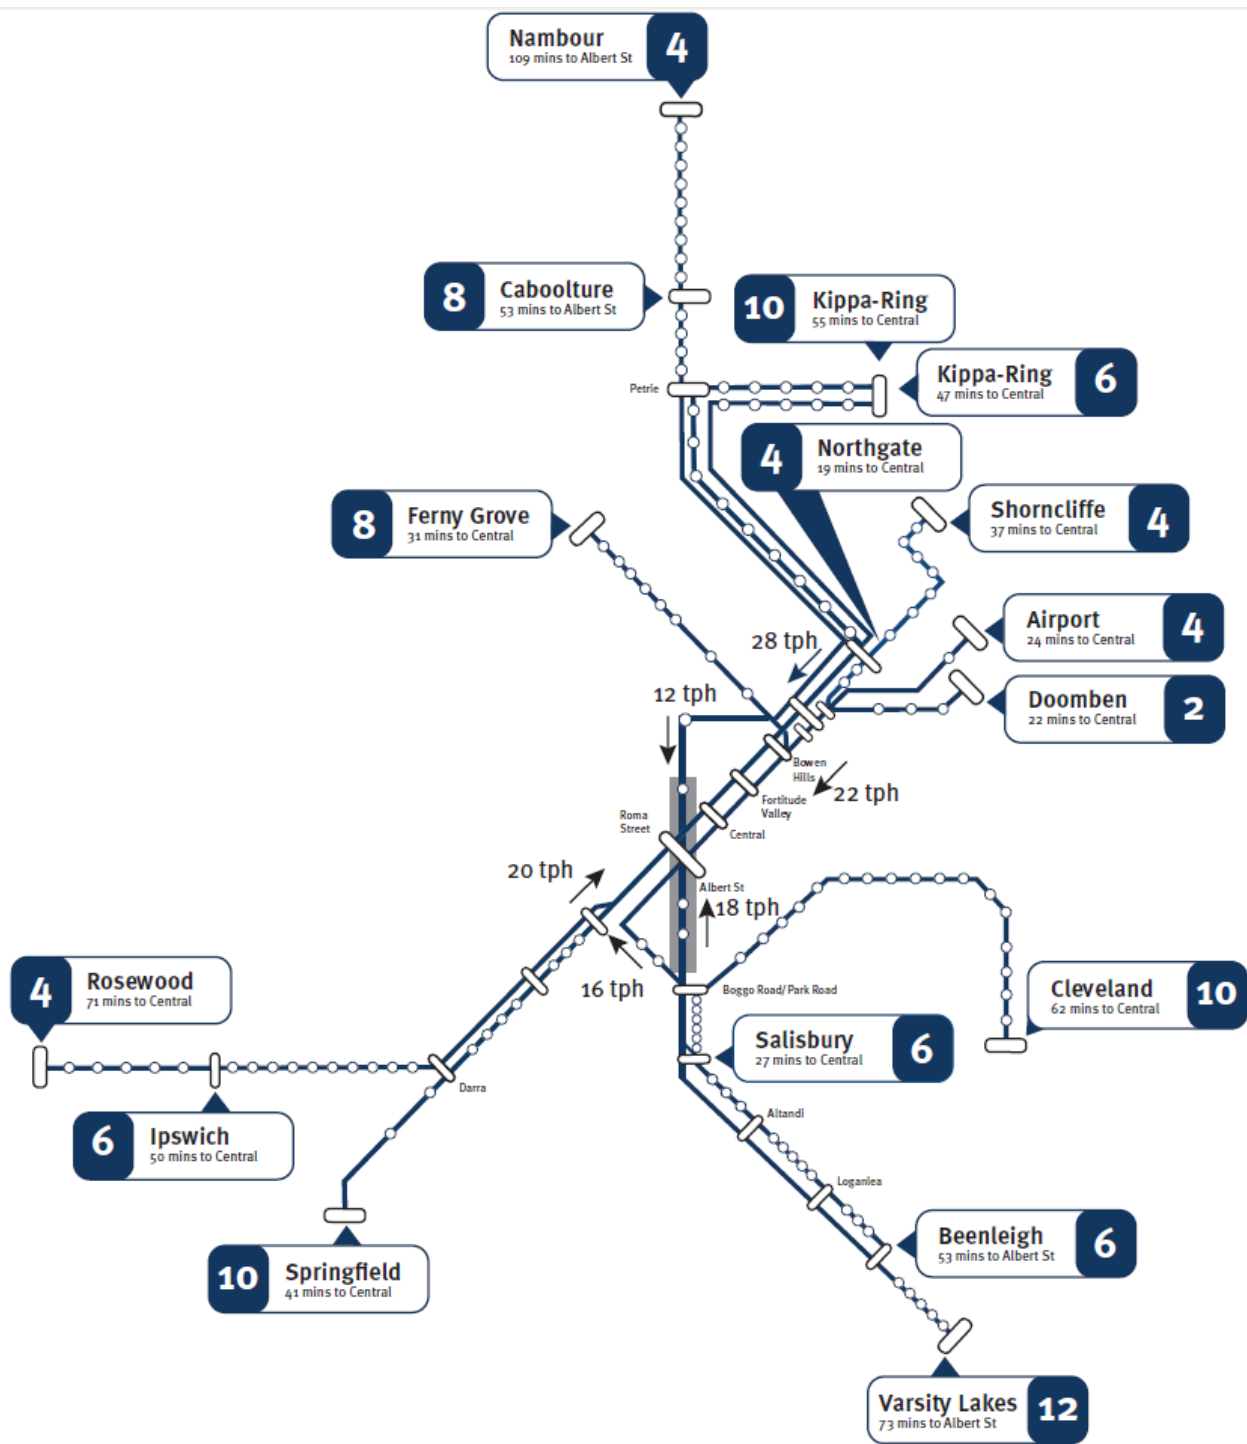 Nambour
109 mins to Albert St
4
8
Caboolture
53 mins to Albert St
10
Kippa-Ring
55 mins to Central
Petrie
Kippa-Ring
47 mins to Central
6
4
Northgate
19 mins to Central
8
Ferny Grove
31 mins to Central
Shorncliffe
37 mins to Central
4
Airport
24 mins to Central
4
28 tph
12 tph
Doomben
22 mins to Central
2
Bowen
Hills
22 tph
Fortitude
Valley
Roma
Street
Central
20 tph
Albert St
18 tph
16 tph
4
Rosewood
71 mins to Central
Boggo Road/ Park Road
Cleveland
62 mins to Central
10
Salisbury
27 mins to Central
6
Darra
Altandi
6
Ipswich
50 mins to Central
Loganlea
Beenleigh
53 mins to Albert St
6
10
Springfield
41 mins to Central
Varsity Lakes
73 mins to Albert St
12